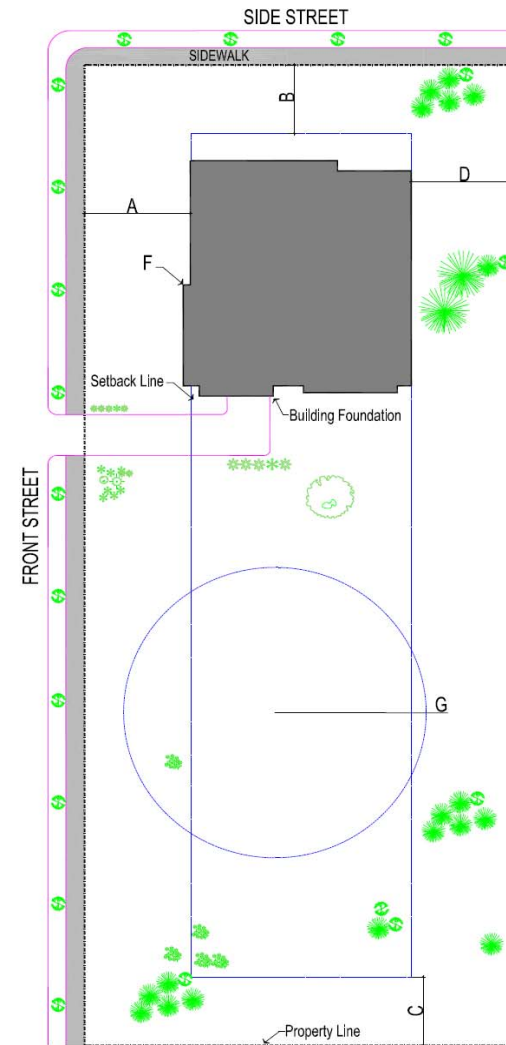 SIDE STREET
SIDEWALK
B
D
A
F
Setback Line
Building Foundation
FRONT STREET
G
C
Property Line